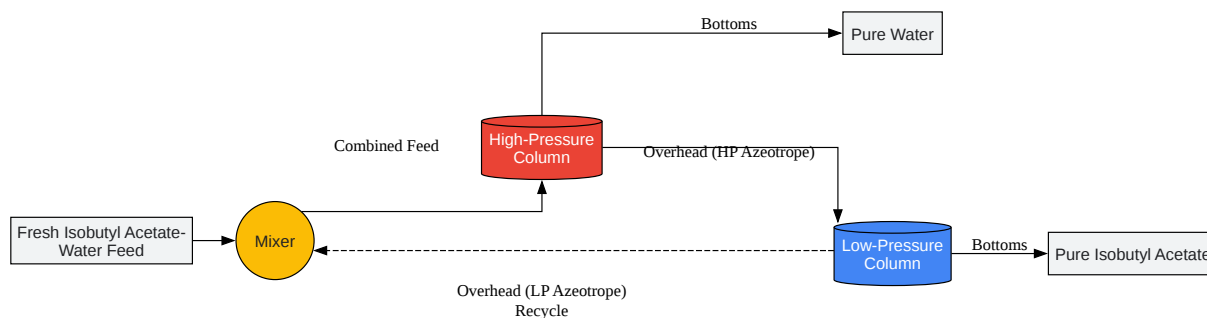 Bottoms
Pure Water
High-Pressure
Column
Combined Feed
Overhead (HP Azeotrope)
Fresh Isobutyl Acetate-
Water Feed
Mixer
Low-Pressure
Column
Bottoms
Pure Isobutyl Acetate
Overhead (LP Azeotrope)
Recycle